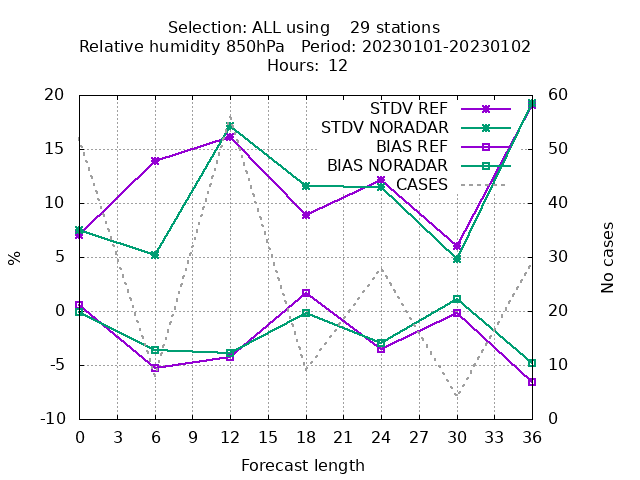 Selection: ALL using    29 stations
Relative humidity 850hPa   Period: 20230101-20230102
Hours: 12
STDV REF
STDV NORADAR
BIAS REF
BIAS NORADAR
CASES
20
15
10
5
0
-5
-10
%
60
50
40
30
20
10
0
No cases
0 3 6 9 12 15 18 21 24 27 30 33 36
Forecast length